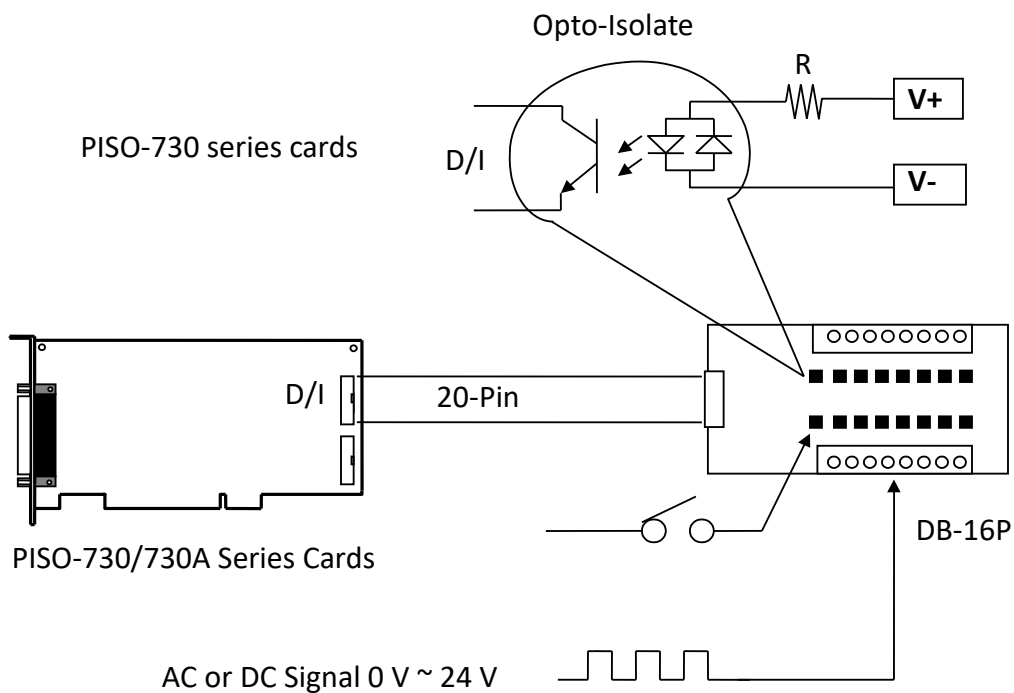 Opto-Isolate
R
V+
PISO-730 series cards
D/I
V-
D/I
20-Pin
DB-16P
PISO-730/730A Series Cards
AC or DC Signal 0 V ~ 24 V